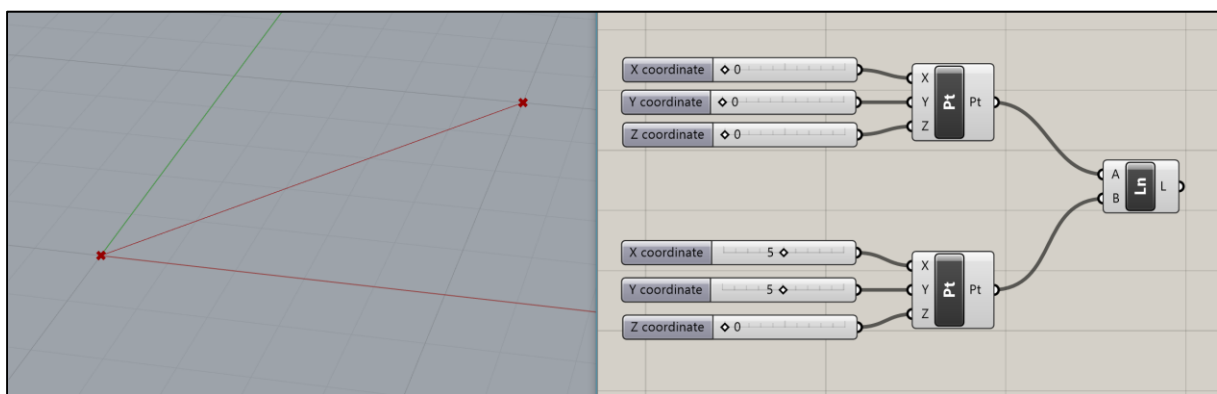 X coordinate 0
Y coordinate 0
Z coordinate 0
X
Y
Z
Pt
Pt
A
B
Ln
L
X coordinate 5
Y coordinate 5
Z coordinate 0
X
Y
Z
Pt
Pt